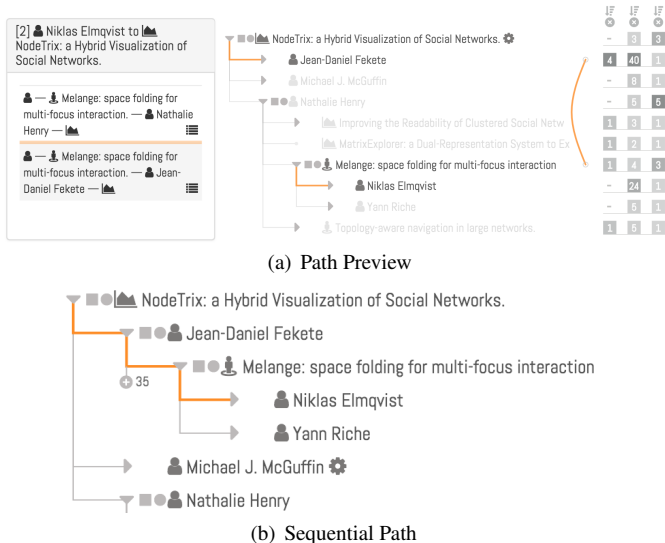 [2] Niklas Elmqvist to
NodeTrix: a Hybrid Visualization of
Social Networks.
— Melange: space folding for
multi-focus interaction. — Nathalie
Henry —
— Melange: space folding for
multi-focus interaction. — Jean-
Daniel Fekete —
NodeTrix: a Hybrid Visualization of Social Networks. - 3 3
Jean-Daniel Fekete 4 40 1
Michael J. McGuffin - 8 1
Nathalie Henry - 5 5
Improving the Readability of Clustered Social Netw 1 3 1
MatrixExplorer: a Dual-Representation System to Ex 1 2 1
Melange: space folding for multi-focus interaction 1 4 3
Niklas Elmqvist - 24 1
Yann Riche - 5 1
Topology-aware navigation in large networks. 1 5 1
(a) Path Preview
NodeTrix: a Hybrid Visualization of Social Networks.
Jean-Daniel Fekete
Melange: space folding for multi-focus interaction
35
Niklas Elmqvist
Yann Riche
Michael J. McGuffin
Nathalie Henry
(b) Sequential Path